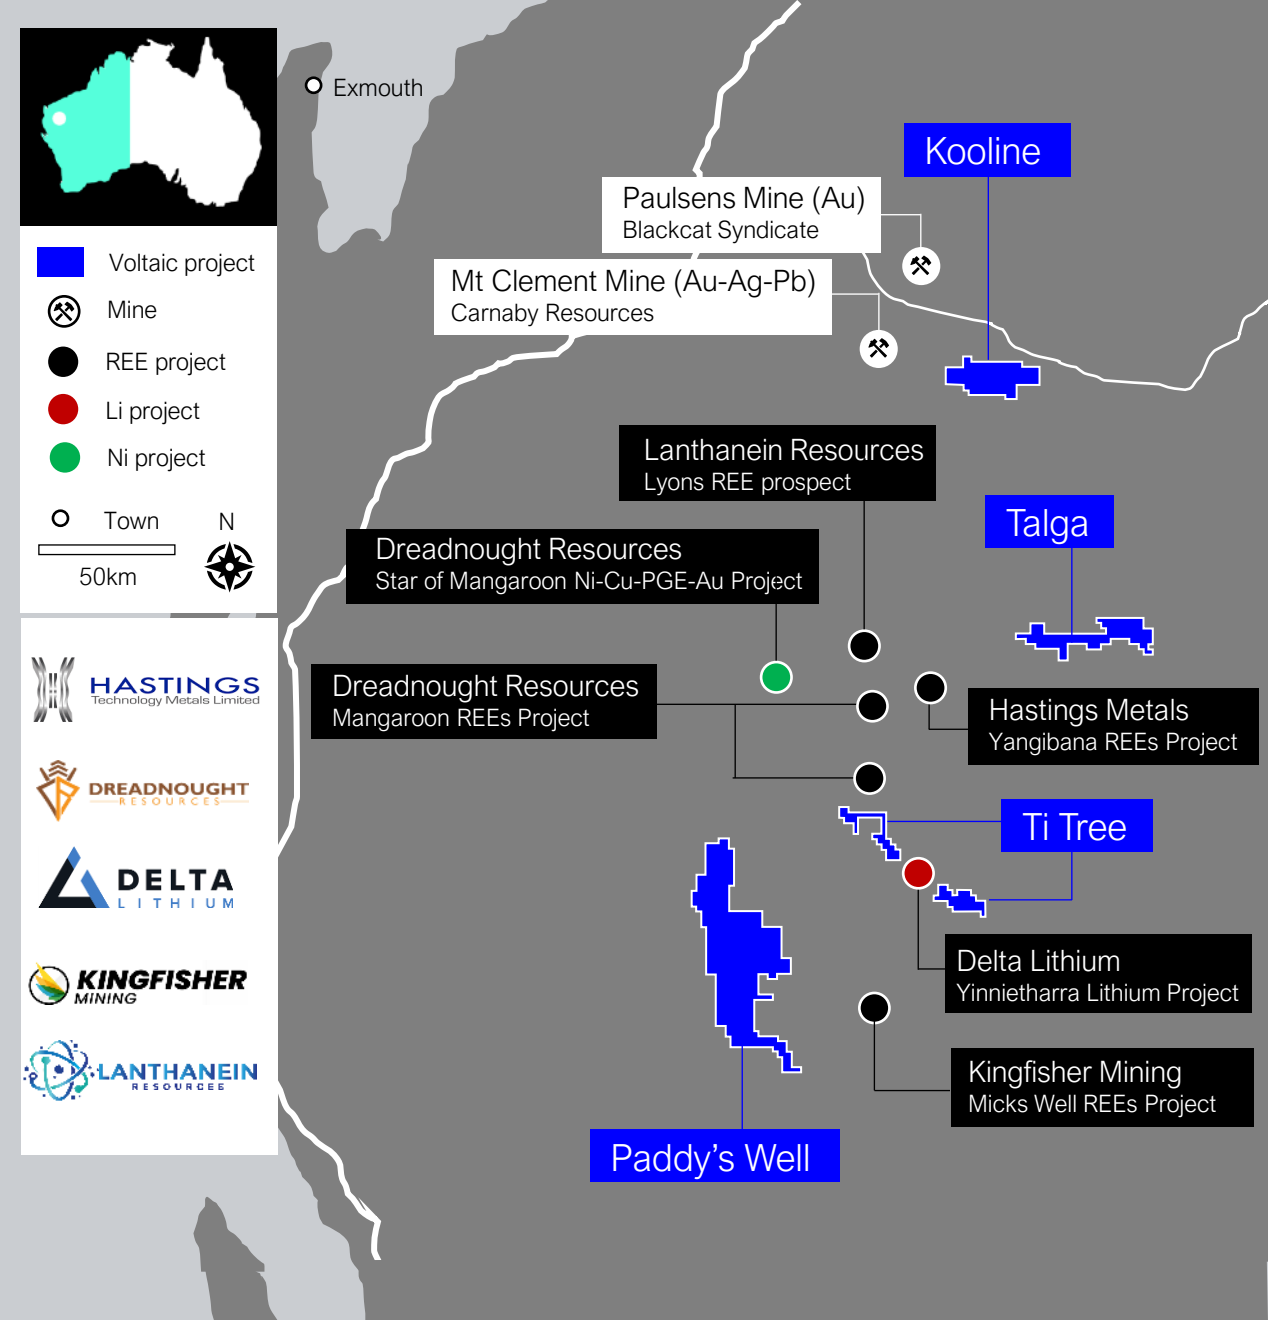 Exmouth
Kooline
Paulsens Mine (Au)
Blackcat Syndicate
Mt Clement Mine (Au-Ag-Pb)
Carnaby Resources
Voltaic project
Mine
REE project
Li project
Ni project
Town
N
50km
Lanthanein Resources
Lyons REE prospect
Talga
Dreadnought Resources
Star of Mangaroon Ni-Cu-PGE-Au Project
Dreadnought Resources
Mangaroon REEs Project
Hastings Metals
Yangibana REEs Project
Ti Tree
Delta Lithium
Yinnietharra Lithium Project
Kingfisher Mining
Micks Well REEs Project
Paddy’s Well
HASTINGS
Technology Metals Limited
DREADNOUGHT
RESOURCES
DELTA
LITHIUM
KINGFISHER
MINING
LANTHANEIN
RESOURCES